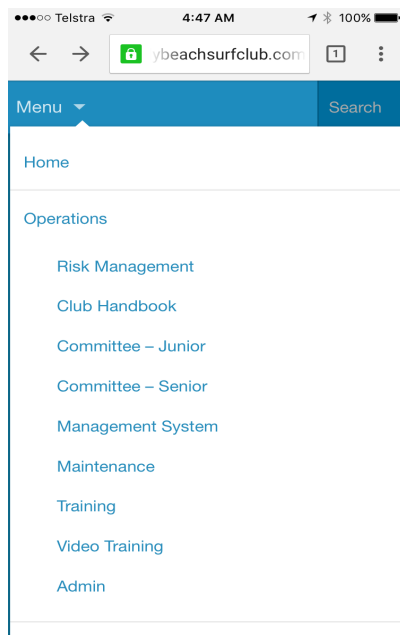 Telstra 4:47 AM 100%
ybeachsurfclub.com 1
Menu Search
Home
Operations
Risk Management
Club Handbook
Committee – Junior
Committee – Senior
Management System
Maintenance
Training
Video Training
Admin